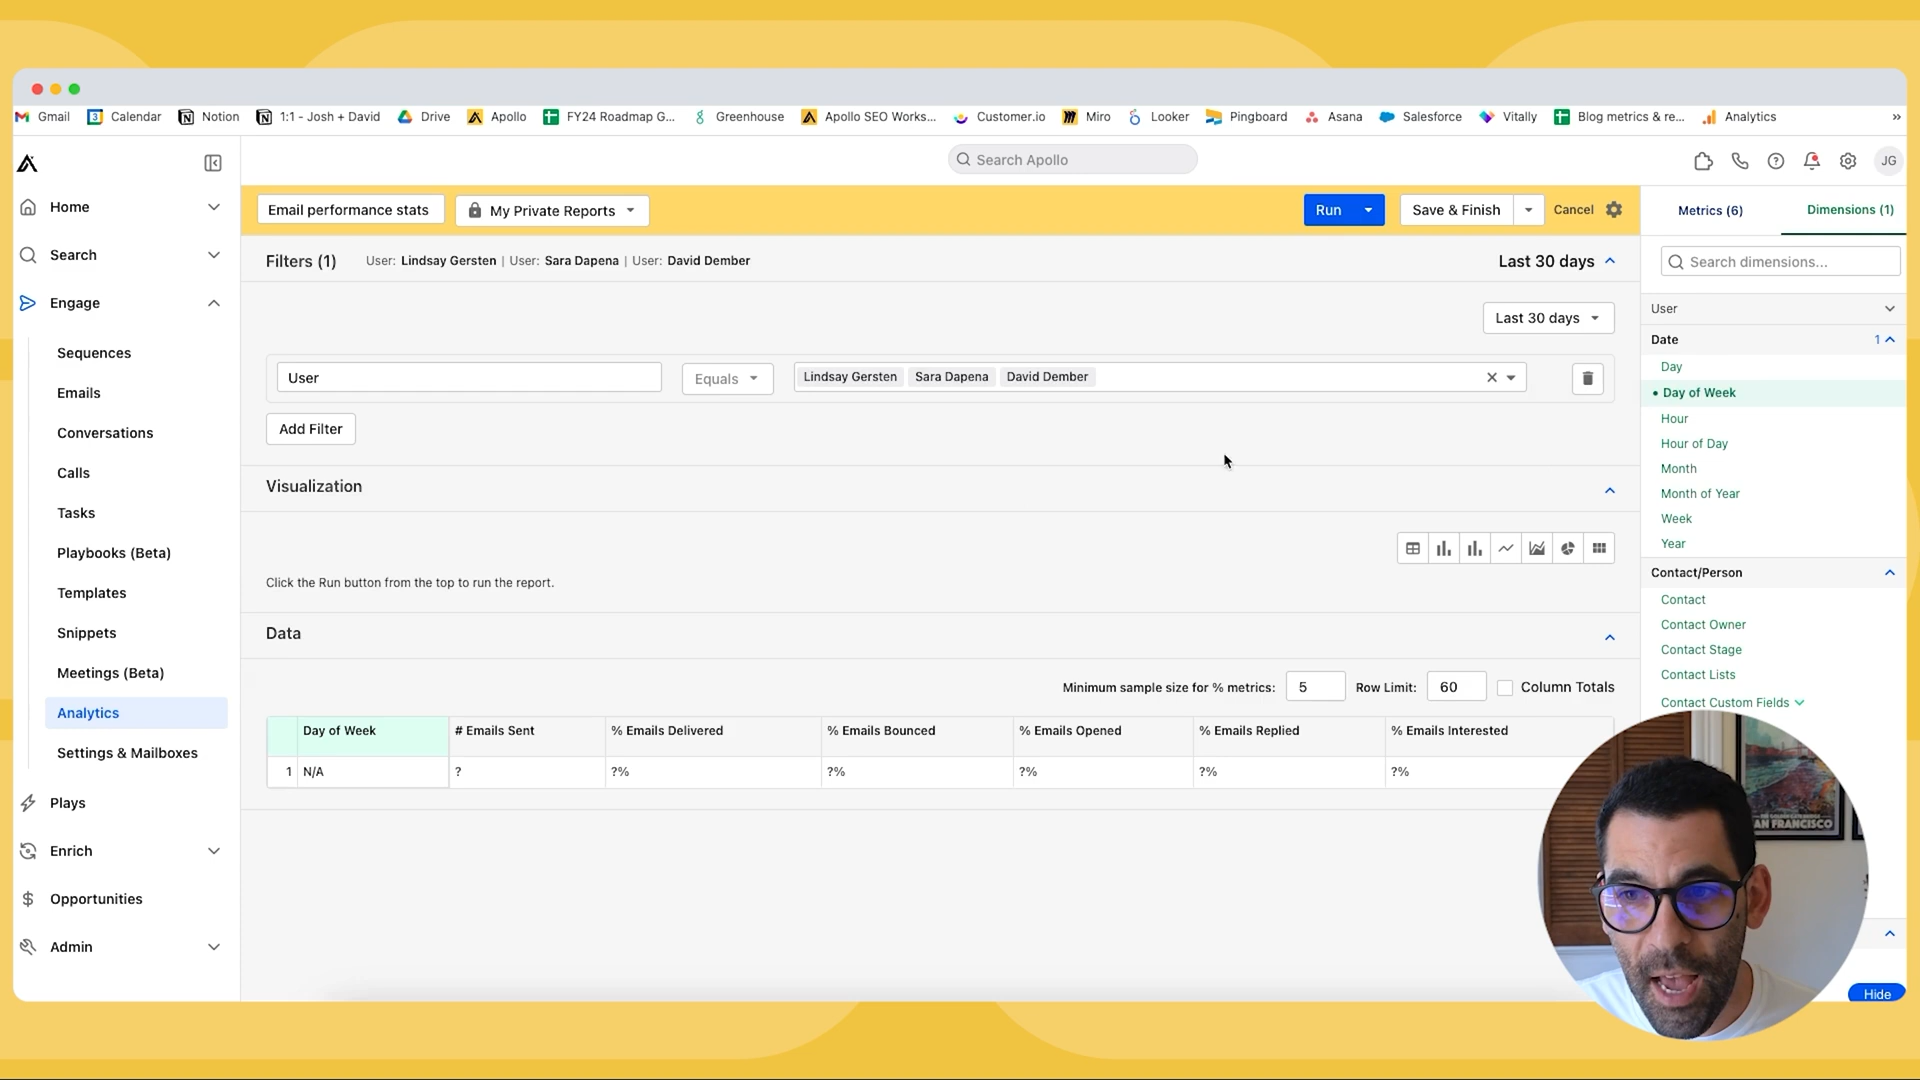 Gmail
Calendar
Notion
1:1 - Josh + David
Drive
Apollo
FY24 Roadmap G...
Greenhouse
Apollo SEO Works...
Customer.io
Miro
Looker
Pingboard
Asana
Salesforce
Vitally
Blog metrics & re...
Analytics
»
Search Apollo
JG
Home
Search
Engage
Sequences
Emails
Conversations
Calls
Tasks
Playbooks (Beta)
Templates
Snippets
Meetings (Beta)
Analytics
Settings & Mailboxes
Plays
Enrich
Opportunities
Admin
Email performance stats
My Private Reports
Run
Save & Finish
Cancel
Filters (1)
User: Lindsay Gersten | User: Sara Dapena | User: David Dember
Last 30 days
Last 30 days
User
Equals
Lindsay Gersten
Sara Dapena
David Dember
Add Filter
Visualization
Click the Run button from the top to run the report.
Data
Minimum sample size for % metrics: 5
Row Limit: 60
Column Totals
Day of Week # Emails Sent % Emails Delivered % Emails Bounced % Emails Opened % Emails Replied % Emails Interested
1 N/A ? ?% ?% ?% ?% ?%
Metrics (6)
Dimensions (1)
Search dimensions...
User
Date 1
Day
• Day of Week
Hour
Hour of Day
Month
Month of Year
Week
Year
Contact/Person
Contact
Contact Owner
Contact Stage
Contact Lists
Contact Custom Fields
AN FRANCISCO
Hide